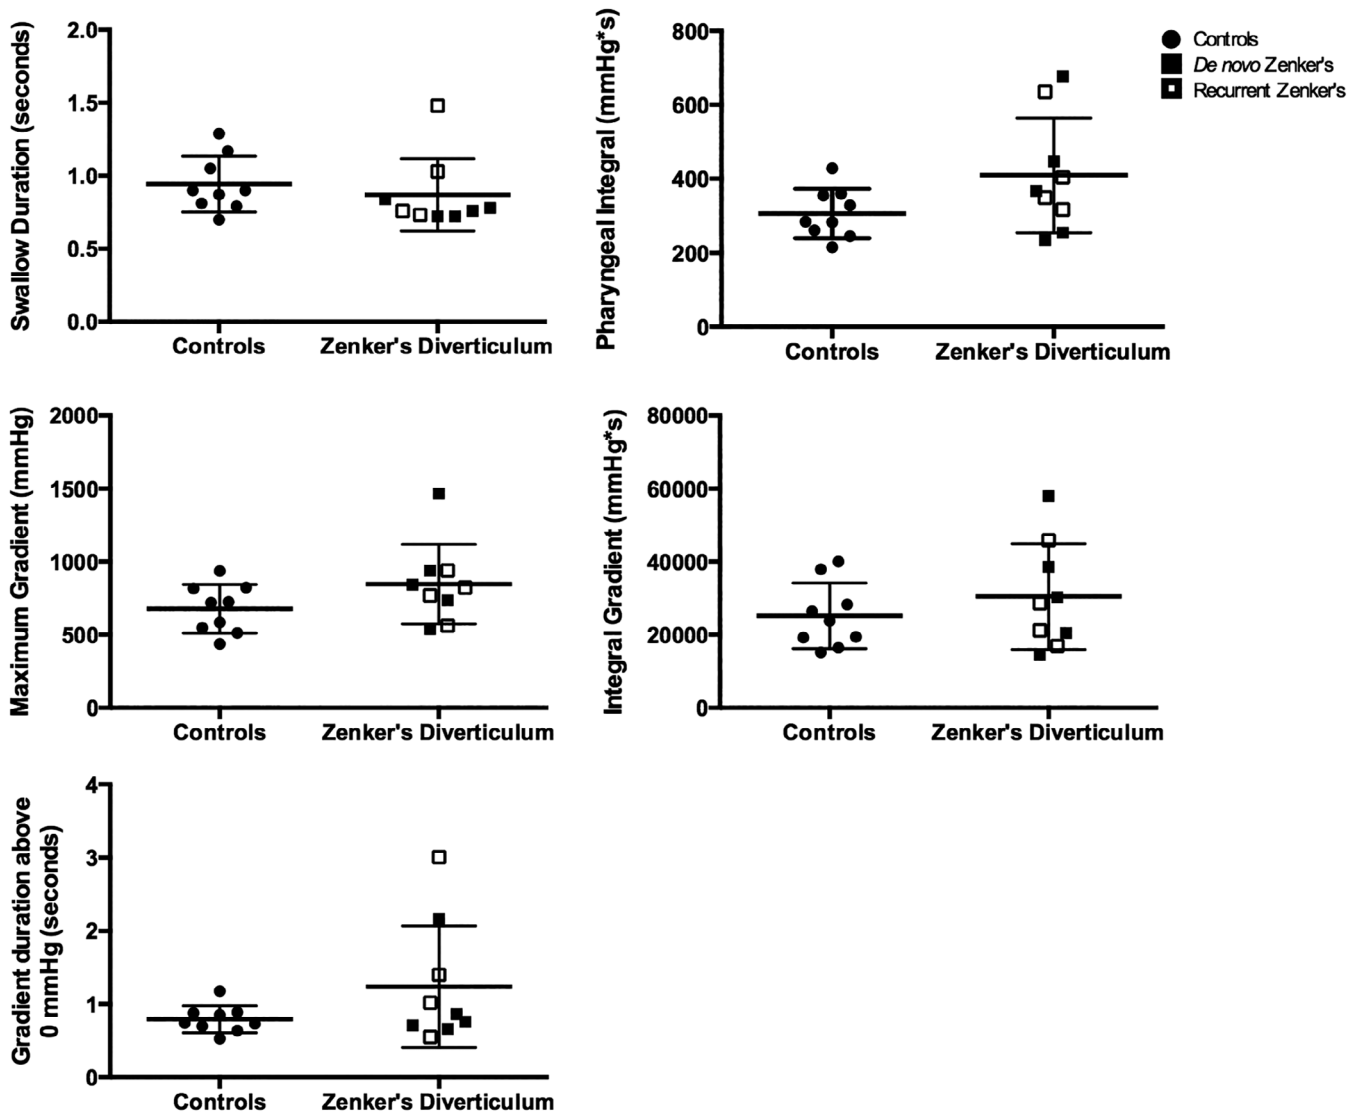 Swallow Duration (seconds)
2.0
1.5
1.0
0.5
0.0
Controls
Zenker's Diverticulum
Pharyngeal Integral (mmHg*s)
800
600
400
200
0
Controls
Zenker's Diverticulum
Controls
De novo Zenker's
Recurrent Zenker's
Maximum Gradient (mmHg)
2000
1500
1000
500
0
Controls
Zenker's Diverticulum
Integral Gradient (mmHg*s)
80000
60000
40000
20000
0
Controls
Zenker's Diverticulum
Gradient duration above
0 mmHg (seconds)
4
3
2
1
0
Controls
Zenker's Diverticulum